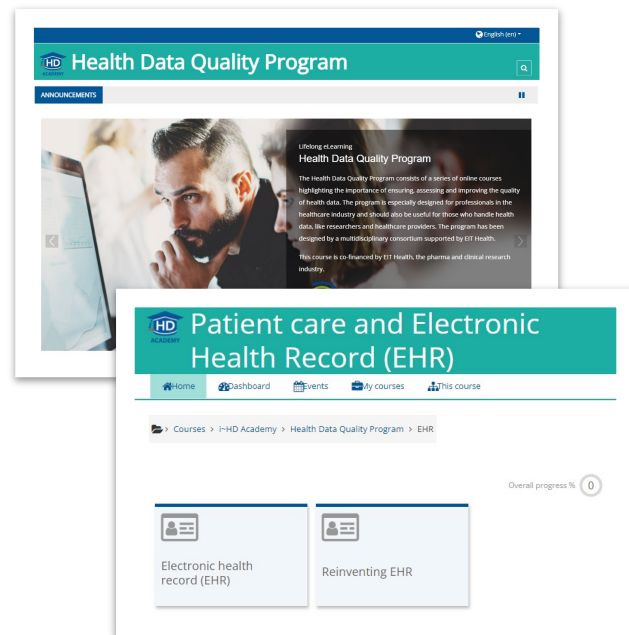 English (en)
HD
ACADEMY
Health Data Quality Program
ANNOUNCEMENTS
Lifelong eLearning
Health Data Quality Program
The Health Data Quality Program consists of a series of online courses
highlighting the importance of ensuring, assessing and improving the quality
of health data. The program is especially designed for professionals in the
healthcare industry and should also be useful for those who handle health
data, like researchers and healthcare providers. The program has been
designed by a multidisciplinary consortium supported by EIT Health.
This course is co-financed by EIT Health, the pharma and clinical research
industry.
HD
ACADEMY
Patient care and Electronic
Health Record (EHR)
Home Dashboard Events My courses This course
> Courses > i~HD Academy > Health Data Quality Program > EHR
Overall progress % 0
Electronic health
record (EHR)
Reinventing EHR